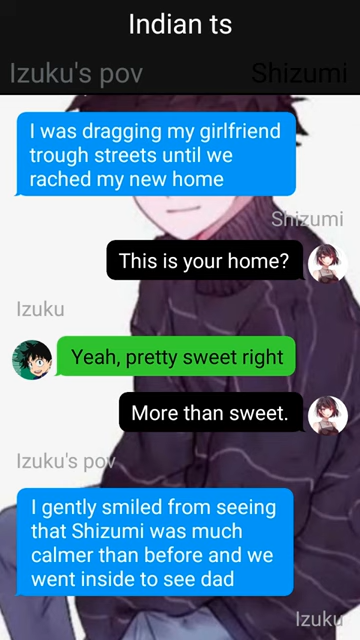 Indian ts
Izuku's pov
Shizumi
I was dragging my girlfriend
trough streets until we
rached my new home
Shizumi
This is your home?
Izuku
Yeah, pretty sweet right
More than sweet.
Izuku's pov
I gently smiled from seeing
that Shizumi was much
calmer than before and we
went inside to see dad
Izuku